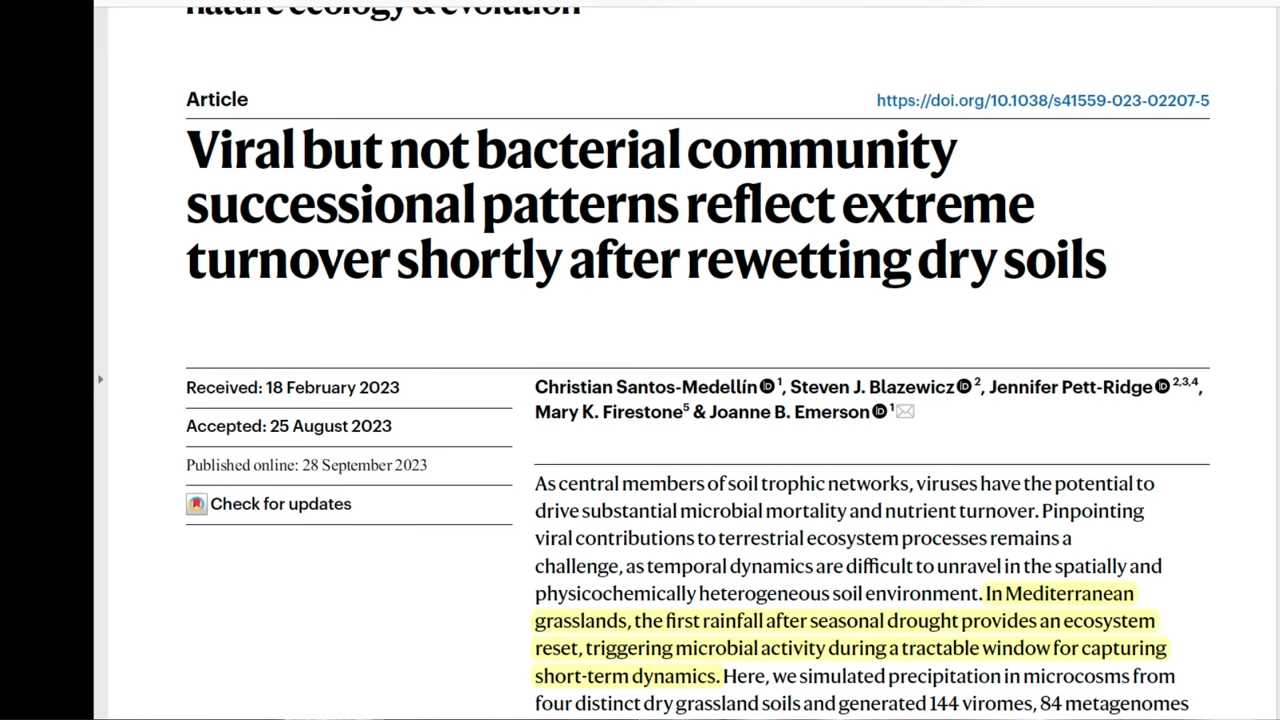 nature ecology & evolution
Article
https://doi.org/10.1038/s41559-023-02207-5
Viral but not bacterial community
successional patterns reflect extreme
turnover shortly after rewetting dry soils
Received: 18 February 2023
Accepted: 25 August 2023
Published online: 28 September 2023
Check for updates
Christian Santos-Medellín 1, Steven J. Blazewicz 2, Jennifer Pett-Ridge 2,3,4,
Mary K. Firestone5 & Joanne B. Emerson 1
As central members of soil trophic networks, viruses have the potential to
drive substantial microbial mortality and nutrient turnover. Pinpointing
viral contributions to terrestrial ecosystem processes remains a
challenge, as temporal dynamics are difficult to unravel in the spatially and
physicochemically heterogeneous soil environment. In Mediterranean
grasslands, the first rainfall after seasonal drought provides an ecosystem
reset, triggering microbial activity during a tractable window for capturing
short-term dynamics. Here, we simulated precipitation in microcosms from
four distinct dry grassland soils and generated 144 viromes, 84 metagenomes